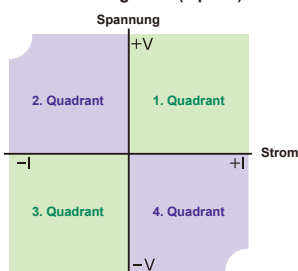 Spannung
+V
2. Quadrant
1. Quadrant
−I
+I
Strom
3. Quadrant
4. Quadrant
−V